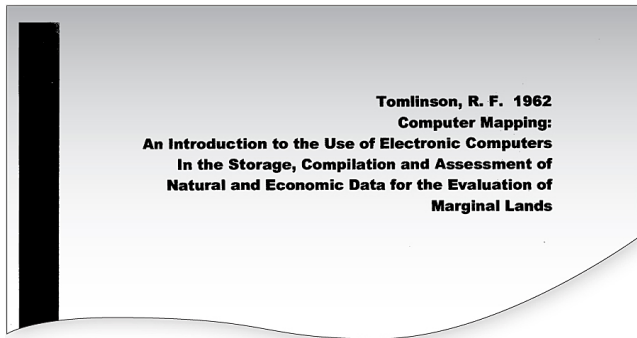 Tomlinson, R. F. 1962
Computer Mapping:
An Introduction to the Use of Electronic Computers
In the Storage, Compilation and Assessment of
Natural and Economic Data for the Evaluation of
Marginal Lands